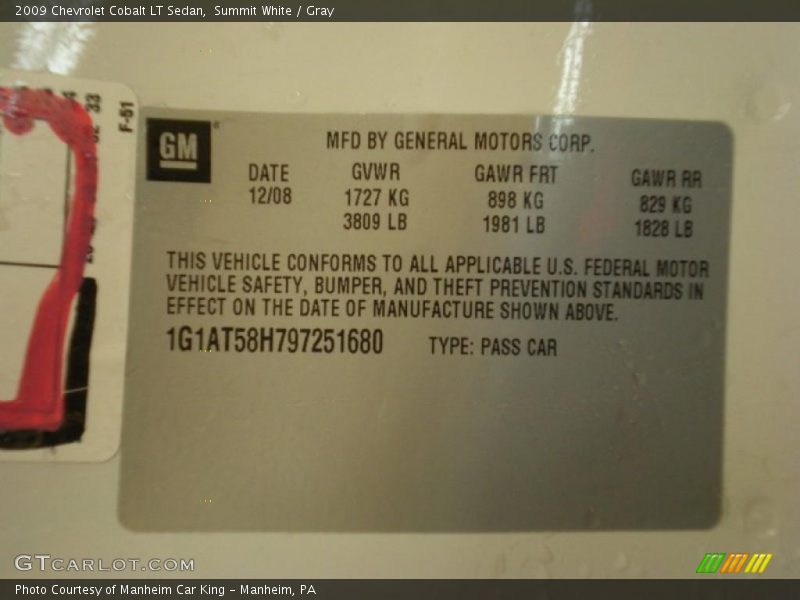 2009 Chevrolet Cobalt LT Sedan, Summit White / Gray
33
F-51
GM
MFD BY GENERAL MOTORS CORP.
DATE GVWR GAWR FRT GAWR RR
12/08 1727 KG 898 KG 829 KG
3809 LB 1981 LB 1828 LB
THIS VEHICLE CONFORMS TO ALL APPLICABLE U.S. FEDERAL MOTOR
VEHICLE SAFETY, BUMPER, AND THEFT PREVENTION STANDARDS IN
EFFECT ON THE DATE OF MANUFACTURE SHOWN ABOVE.
1G1AT58H797251680 TYPE: PASS CAR
GTCARLOT.COM
Photo Courtesy of Manheim Car King - Manheim, PA